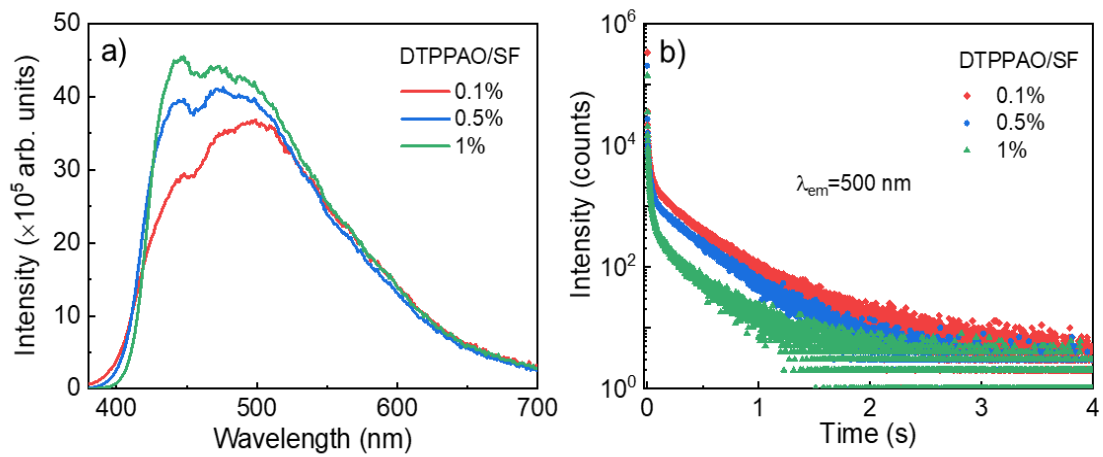 a)
DTPPAO/SF
0.1%
0.5%
1%
Intensity (×10⁵ arb. units)
50
40
30
20
10
0
400
500
600
700
Wavelength (nm)
b)
DTPPAO/SF
0.1%
0.5%
1%
λem=500 nm
Intensity (counts)
10⁶
10⁴
10²
10⁰
0
1
2
3
4
Time (s)